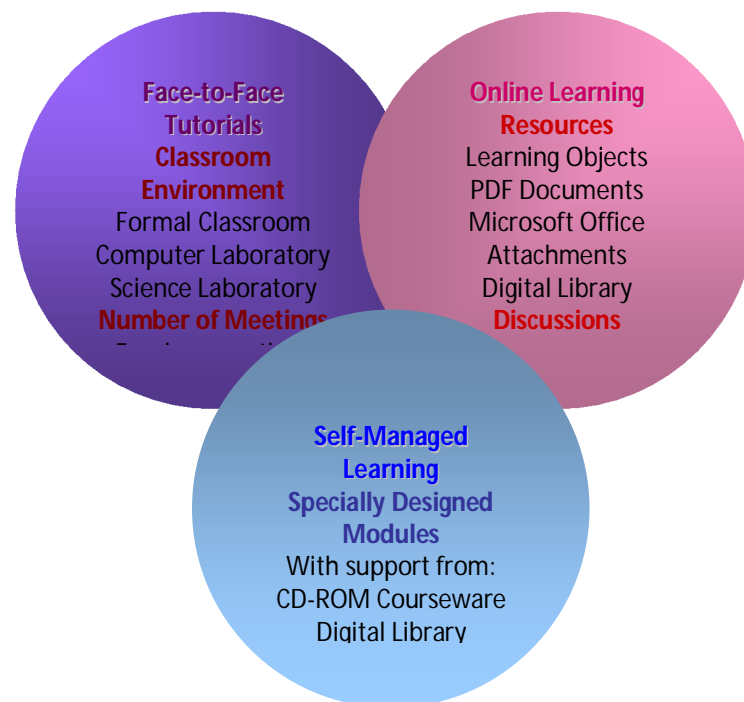 Face-to-Face
Tutorials
Classroom
Environment
Formal Classroom
Computer Laboratory
Science Laboratory
Number of Meetings
Online Learning
Resources
Learning Objects
PDF Documents
Microsoft Office
Attachments
Digital Library
Discussions
Self-Managed
Learning
Specially Designed
Modules
With support from:
CD-ROM Courseware
Digital Library